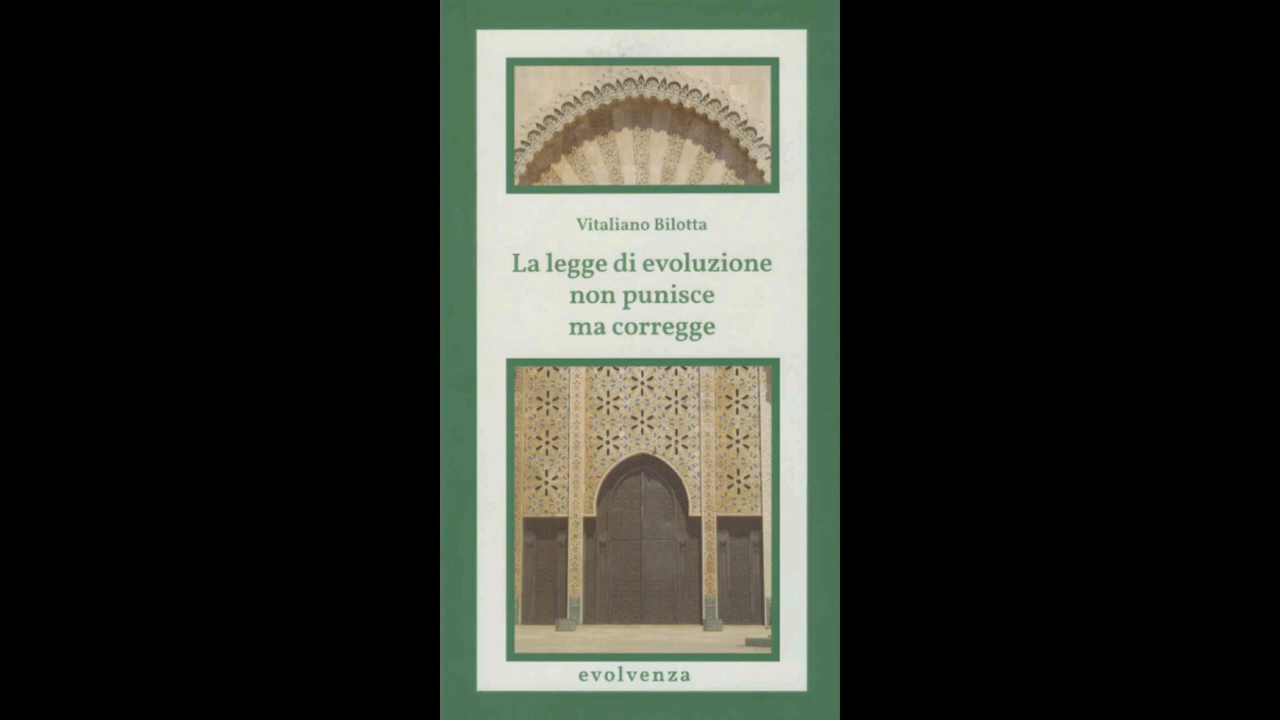 Vitaliano Bilotta
La legge di evoluzione
non punisce
ma corregge
evolvenza